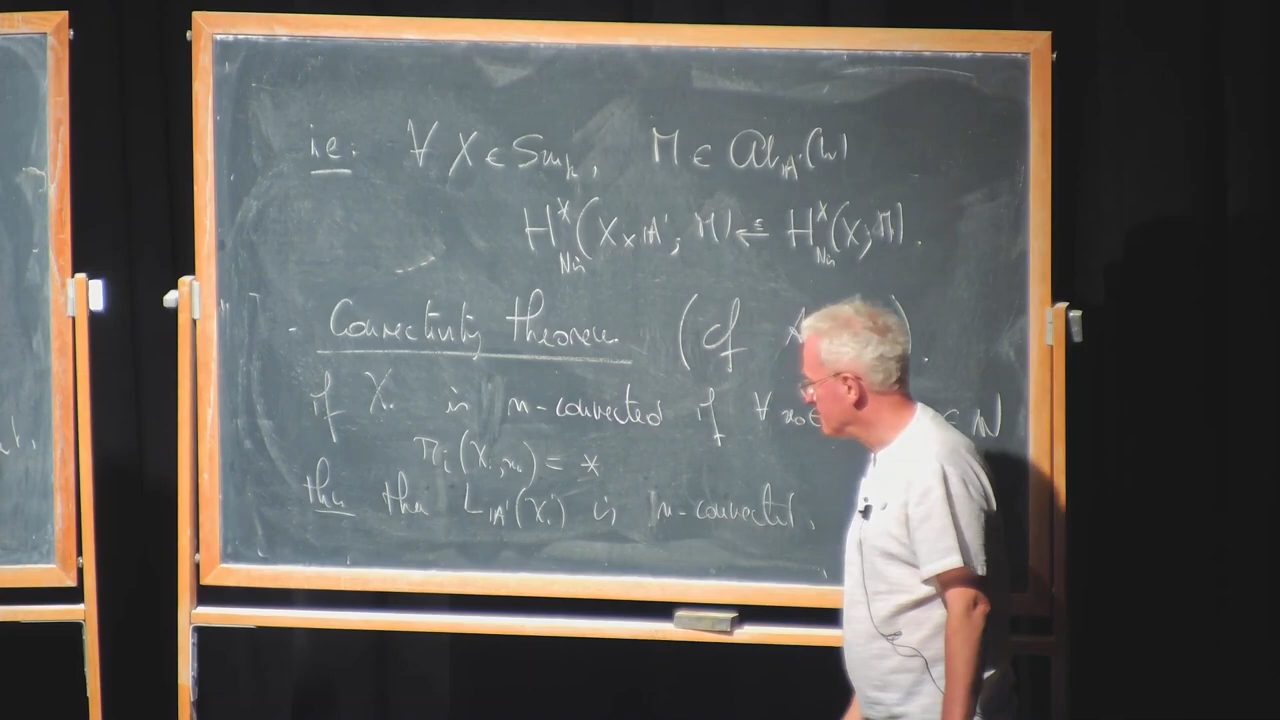 i.e. ∀ X ∈ Sm_k, M ∈ Ab_{A¹}(k)
H^*_{Nis}(X × A¹; M) ⥢ H^*_{Nis}(X; M).
- Connectivity theorem (cf A )
if X. is n-connected if ∀ x₀ ∈ ∈ N
π_i(X., x₀) = *
then then L_{A¹}(X.) is n-connected.